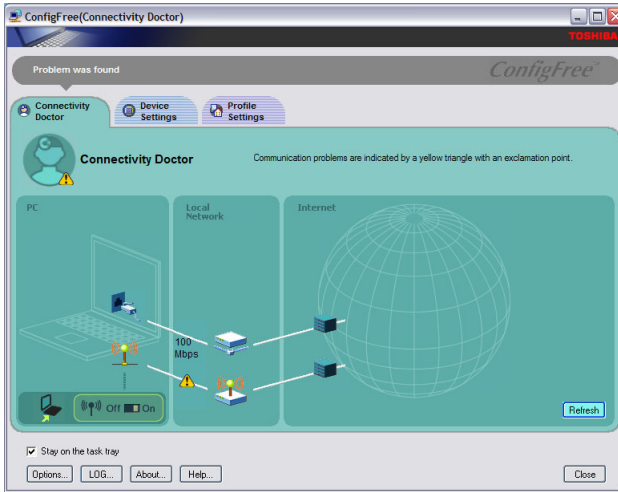 ConfigFree(Connectivity Doctor)
TOSHIBA
Problem was found
ConfigFree™
Connectivity
Doctor
Device
Settings
Profile
Settings
Connectivity Doctor
Communication problems are indicated by a yellow triangle with an exclamation point.
PC
Local
Network
Internet
100
Mbps
Off On
Refresh
Stay on the task tray
Options...
LOG...
About...
Help...
Close